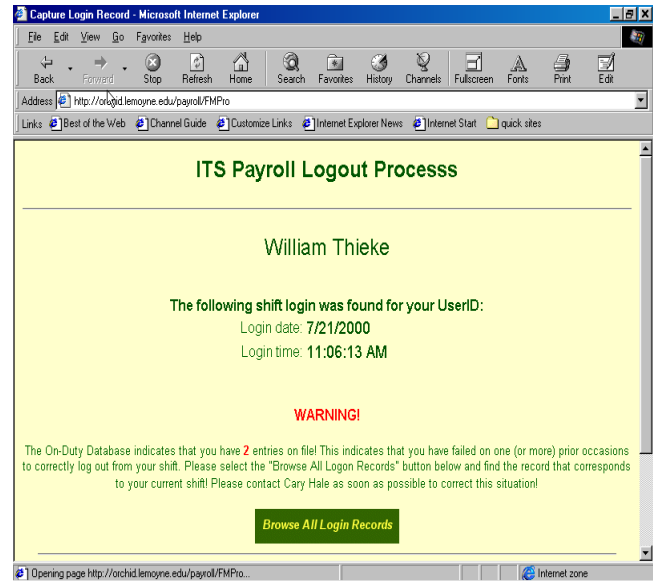 Capture Login Record - Microsoft Internet Explorer
File Edit View Go Favorites Help
Back Forward Stop Refresh Home Search Favorites History Channels Fullscreen Fonts Print Edit
Address http://orchid.lemoyne.edu/payroll/FMPro
Links Best of the Web Channel Guide Customize Links Internet Explorer News Internet Start quick sites
ITS Payroll Logout Processs
William Thieke
The following shift login was found for your UserID:
Login date: 7/21/2000
Login time: 11:06:13 AM
WARNING!
The On-Duty Database indicates that you have 2 entries on file! This indicates that you have failed on one (or more) prior occasions
to correctly log out from your shift. Please select the "Browse All Logon Records" button below and find the record that corresponds
to your current shift! Please contact Cary Hale as soon as possible to correct this situation!
Browse All Login Records
Opening page http://orchid.lemoyne.edu/payroll/FMPro... Internet zone